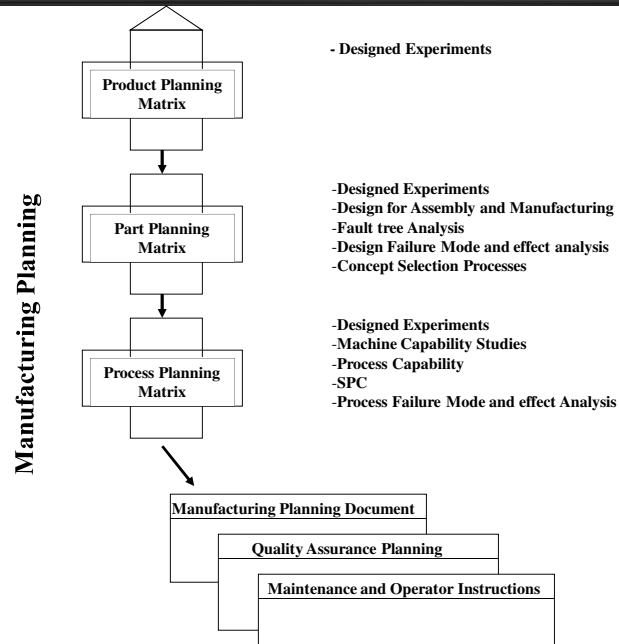 - Designed Experiments
Product Planning
Matrix
Manufacturing Planning
-Designed Experiments
-Design for Assembly and Manufacturing
-Fault tree Analysis
-Design Failure Mode and effect analysis
-Concept Selection Processes
Part Planning
Matrix
-Designed Experiments
-Machine Capability Studies
-Process Capability
-SPC
-Process Failure Mode and effect Analysis
Process Planning
Matrix
Manufacturing Planning Document
Quality Assurance Planning
Maintenance and Operator Instructions